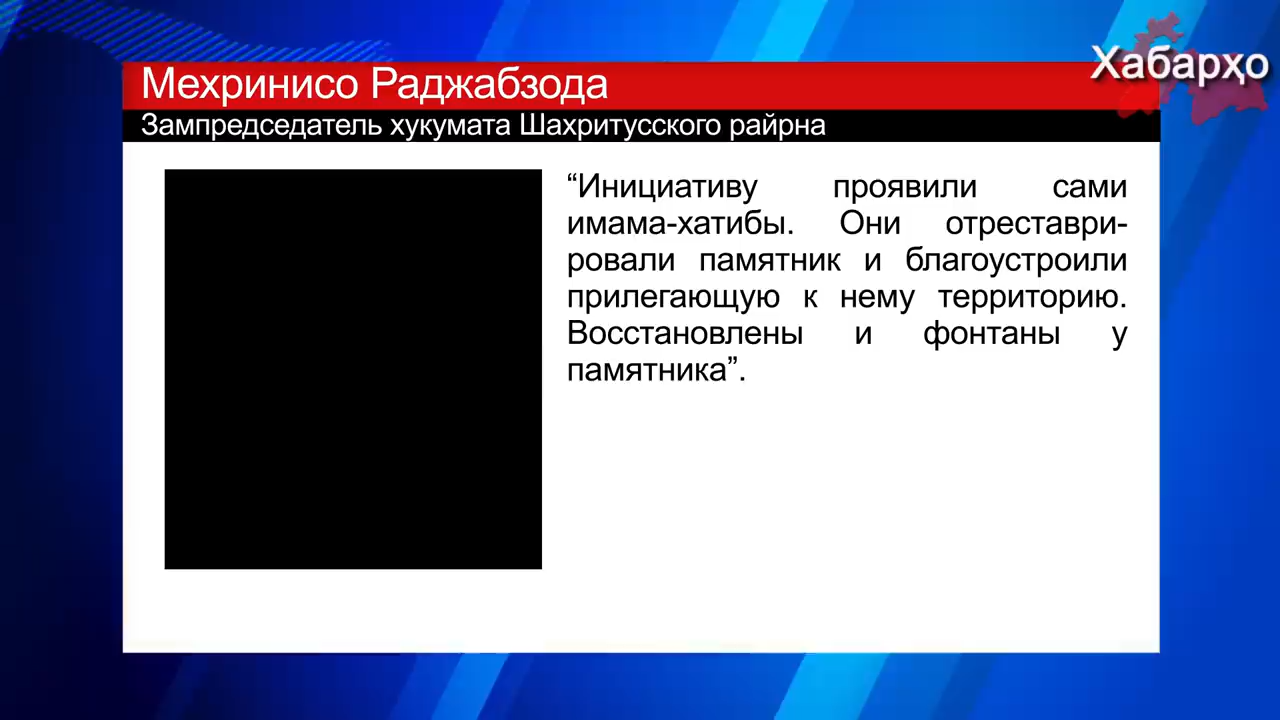 Хабарҳо
Мехринисо Раджабзода
Зампредседатель хукумата Шахритусского райрна
“Инициативу проявили сами
имама-хатибы. Они отреставри-
ровали памятник и благоустроили
прилегающую к нему территорию.
Восстановлены и фонтаны у
памятника”.